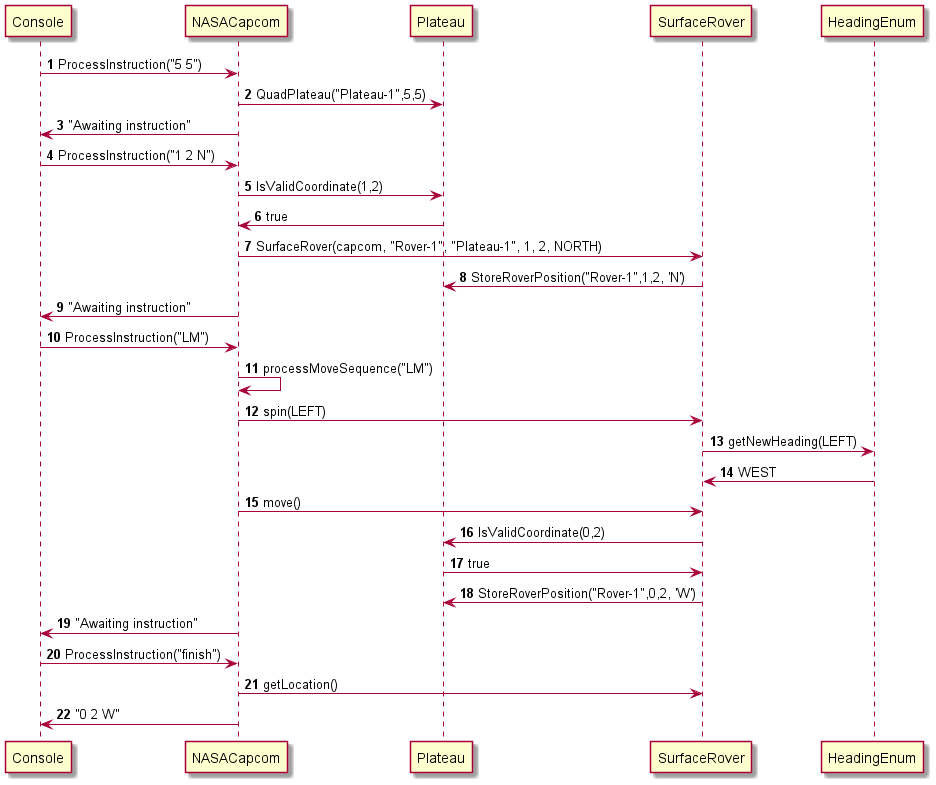 Console NASACapcom Plateau SurfaceRover HeadingEnum
1 ProcessInstruction("5 5")
2 QuadPlateau("Plateau-1",5,5)
3 "Awaiting instruction"
4 ProcessInstruction("1 2 N")
5 IsValidCoordinate(1,2)
6 true
7 SurfaceRover(capcom, "Rover-1", "Plateau-1", 1, 2, NORTH)
8 StoreRoverPosition("Rover-1",1,2, 'N')
9 "Awaiting instruction"
10 ProcessInstruction("LM")
11 processMoveSequence("LM")
12 spin(LEFT)
13 getNewHeading(LEFT)
14 WEST
15 move()
16 IsValidCoordinate(0,2)
17 true
18 StoreRoverPosition("Rover-1",0,2, 'W')
19 "Awaiting instruction"
20 ProcessInstruction("finish")
21 getLocation()
22 "0 2 W"
Console NASACapcom Plateau SurfaceRover HeadingEnum